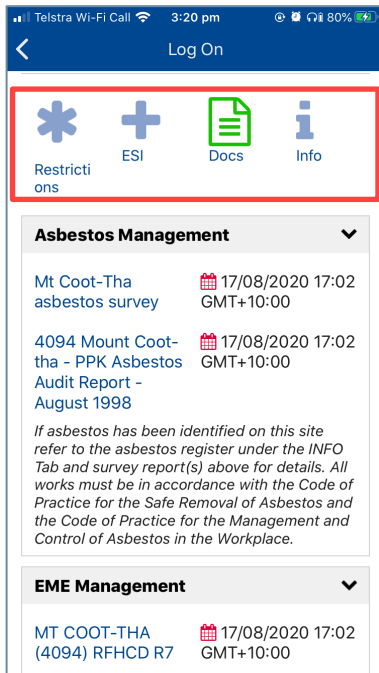 Telstra Wi-Fi Call 3:20 pm 80%
Log On
Restricti
ons
ESI
Docs
Info
Asbestos Management
Mt Coot-Tha
asbestos survey
17/08/2020 17:02
GMT+10:00
4094 Mount Coot-
tha - PPK Asbestos
Audit Report -
August 1998
17/08/2020 17:02
GMT+10:00
If asbestos has been identified on this site
refer to the asbestos register under the INFO
Tab and survey report(s) above for details. All
works must be in accordance with the Code of
Practice for the Safe Removal of Asbestos and
the Code of Practice for the Management and
Control of Asbestos in the Workplace.
EME Management
MT COOT-THA
(4094) RFHCD R7
17/08/2020 17:02
GMT+10:00